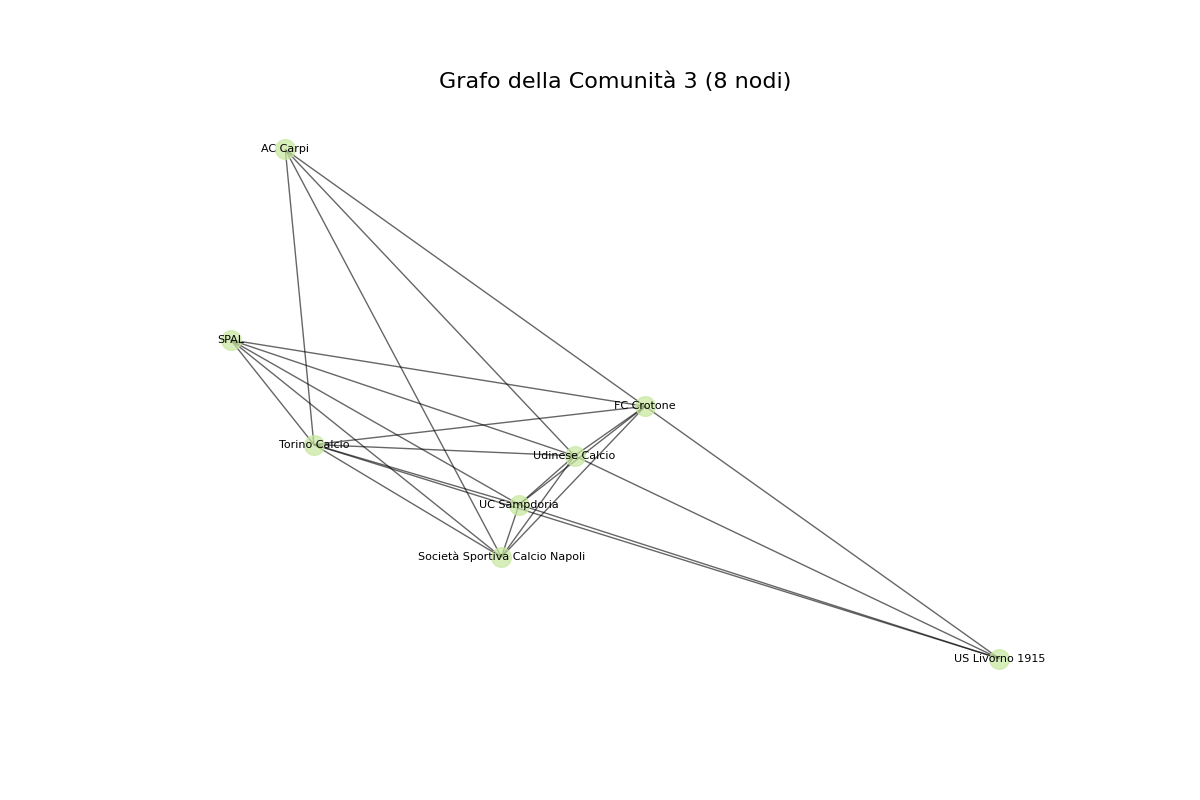 Grafo della Comunità 3 (8 nodi)
AC Carpi
SPAL
FC Crotone
Torino Calcio
Udinese Calcio
UC Sampdoria
Società Sportiva Calcio Napoli
US Livorno 1915